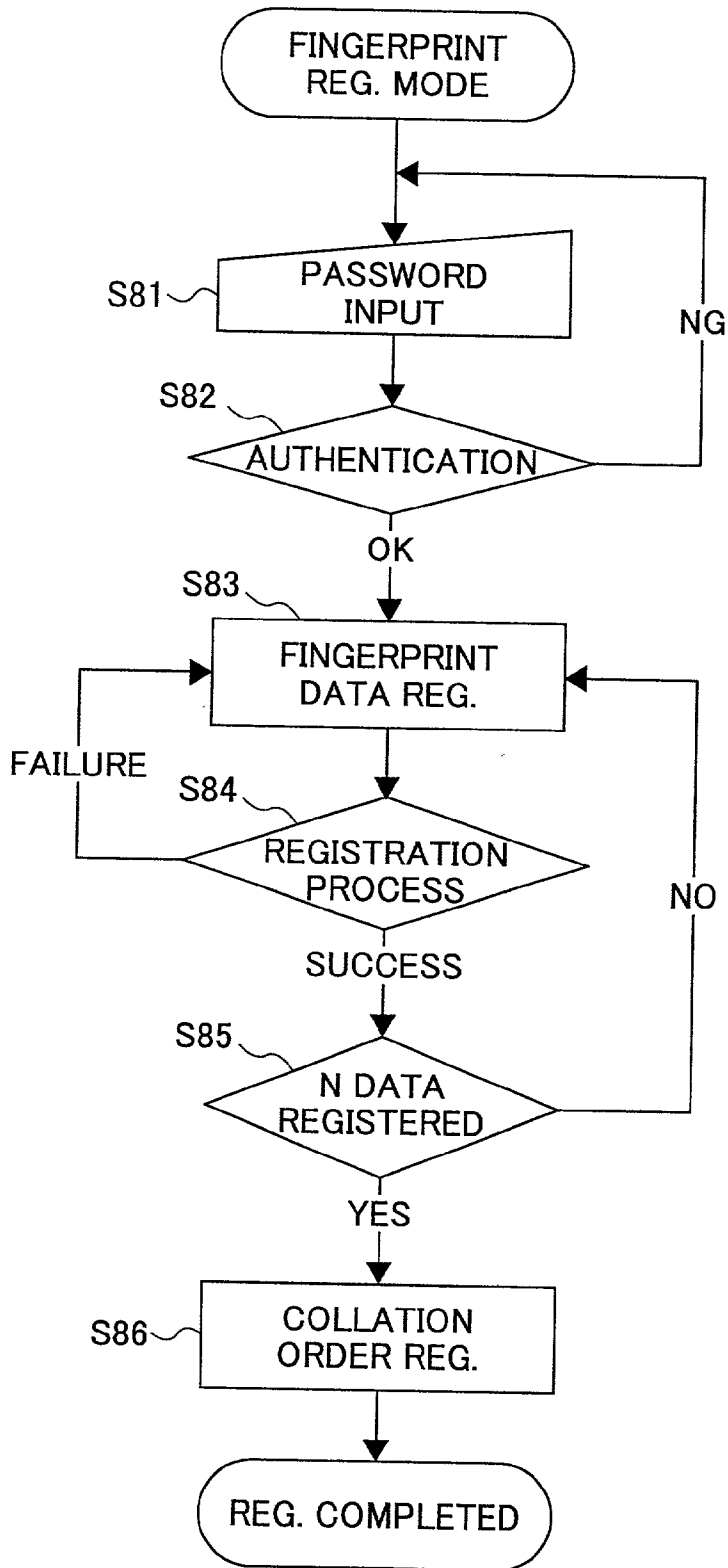 FINGERPRINT
REG. MODE
S81
PASSWORD
INPUT
NG
S82
AUTHENTICATION
OK
S83
FINGERPRINT
DATA REG.
FAILURE
S84
REGISTRATION
PROCESS
NO
SUCCESS
S85
N DATA
REGISTERED
YES
S86
COLLATION
ORDER REG.
REG. COMPLETED